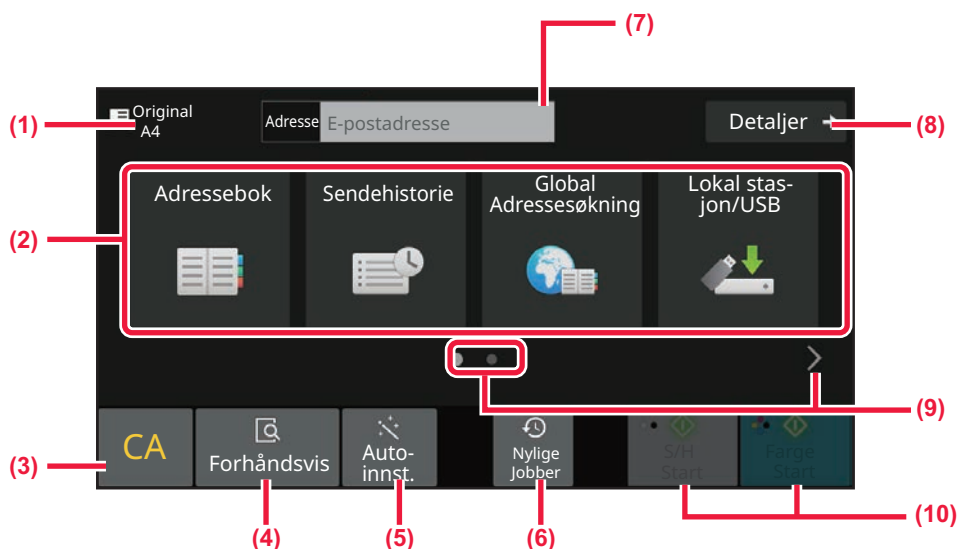 (7)
Original
A4
Adresse
E-postadresse
Detaljer
(1)
(8)
Adressebok
Sendehistorie
Global
Adressesøkning
Lokal stas-
jon/USB
(2)
(9)
CA
Forhåndsvis
Auto-
innst.
Nylige
Jobber
S/H
Start
Farge
Start
(3)
(4)
(5)
(6)
(10)